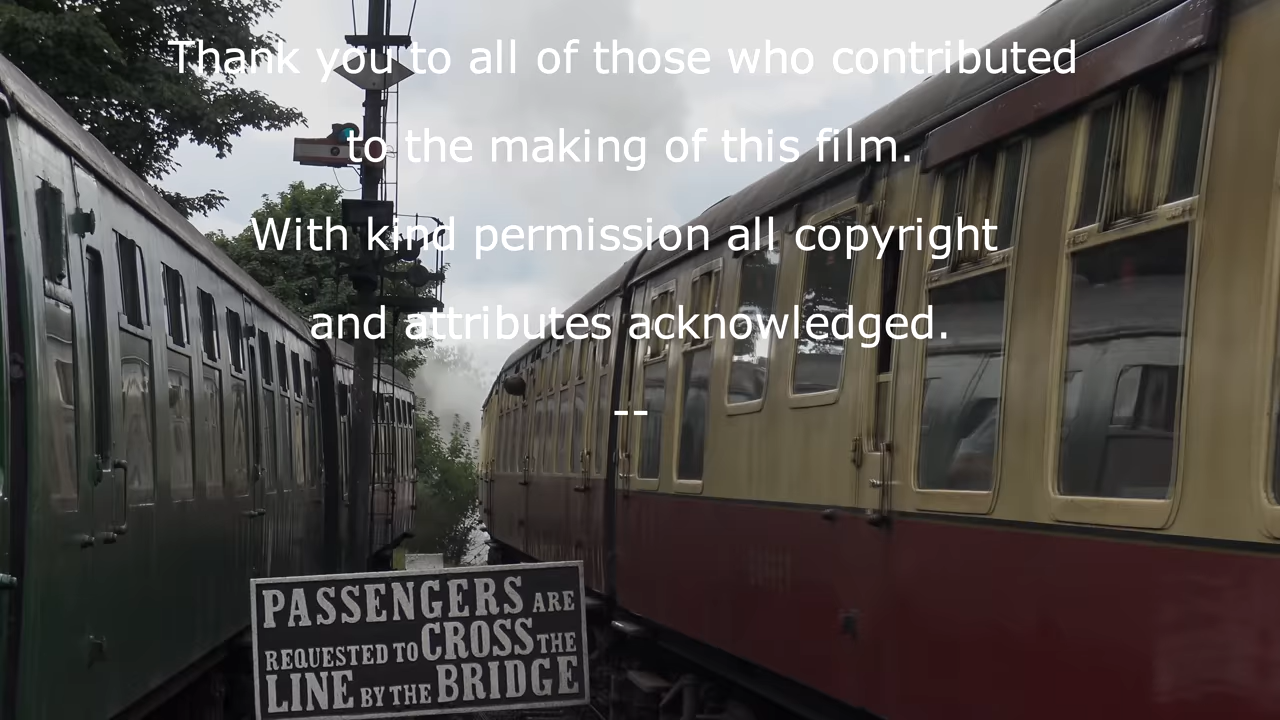 Thank you to all of those who contributed
to the making of this film.
With kind permission all copyright
and attributes acknowledged.
--
PASSENGERS ARE
REQUESTED TO CROSS THE
LINE BY THE BRIDGE